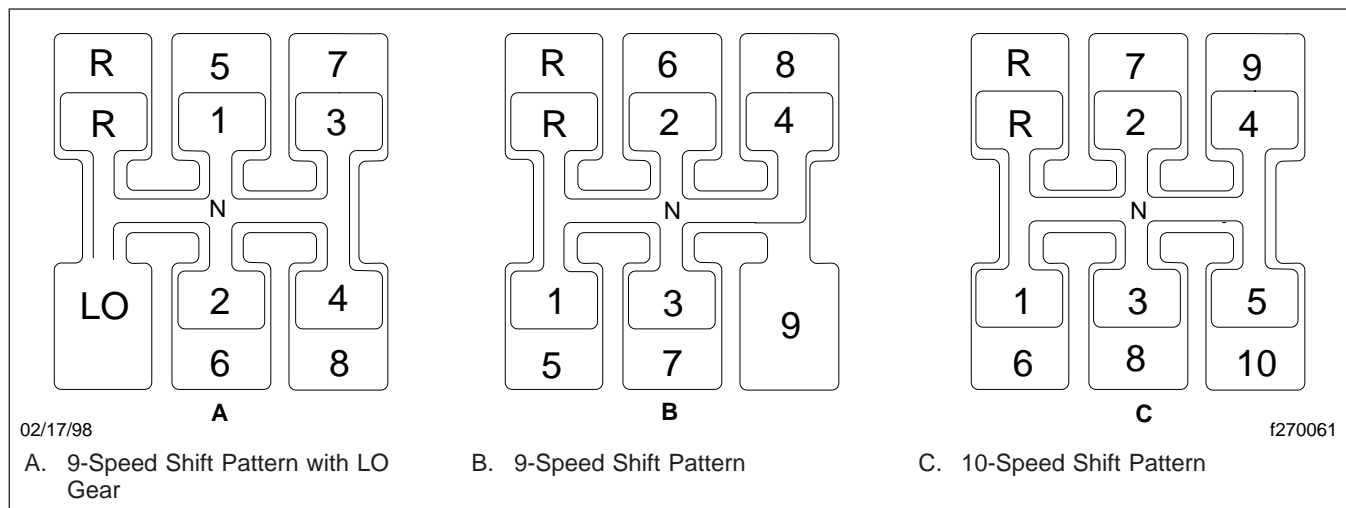 R 5 7 R 6 8 R 7 9
R 1 3 R 2 4 R 2 4
N N N
LO 2 4 1 3 9 1 3 5
6 8 5 7 6 8 10
A B C
02/17/98 f270061
A. 9-Speed Shift Pattern with LO Gear
B. 9-Speed Shift Pattern
C. 10-Speed Shift Pattern